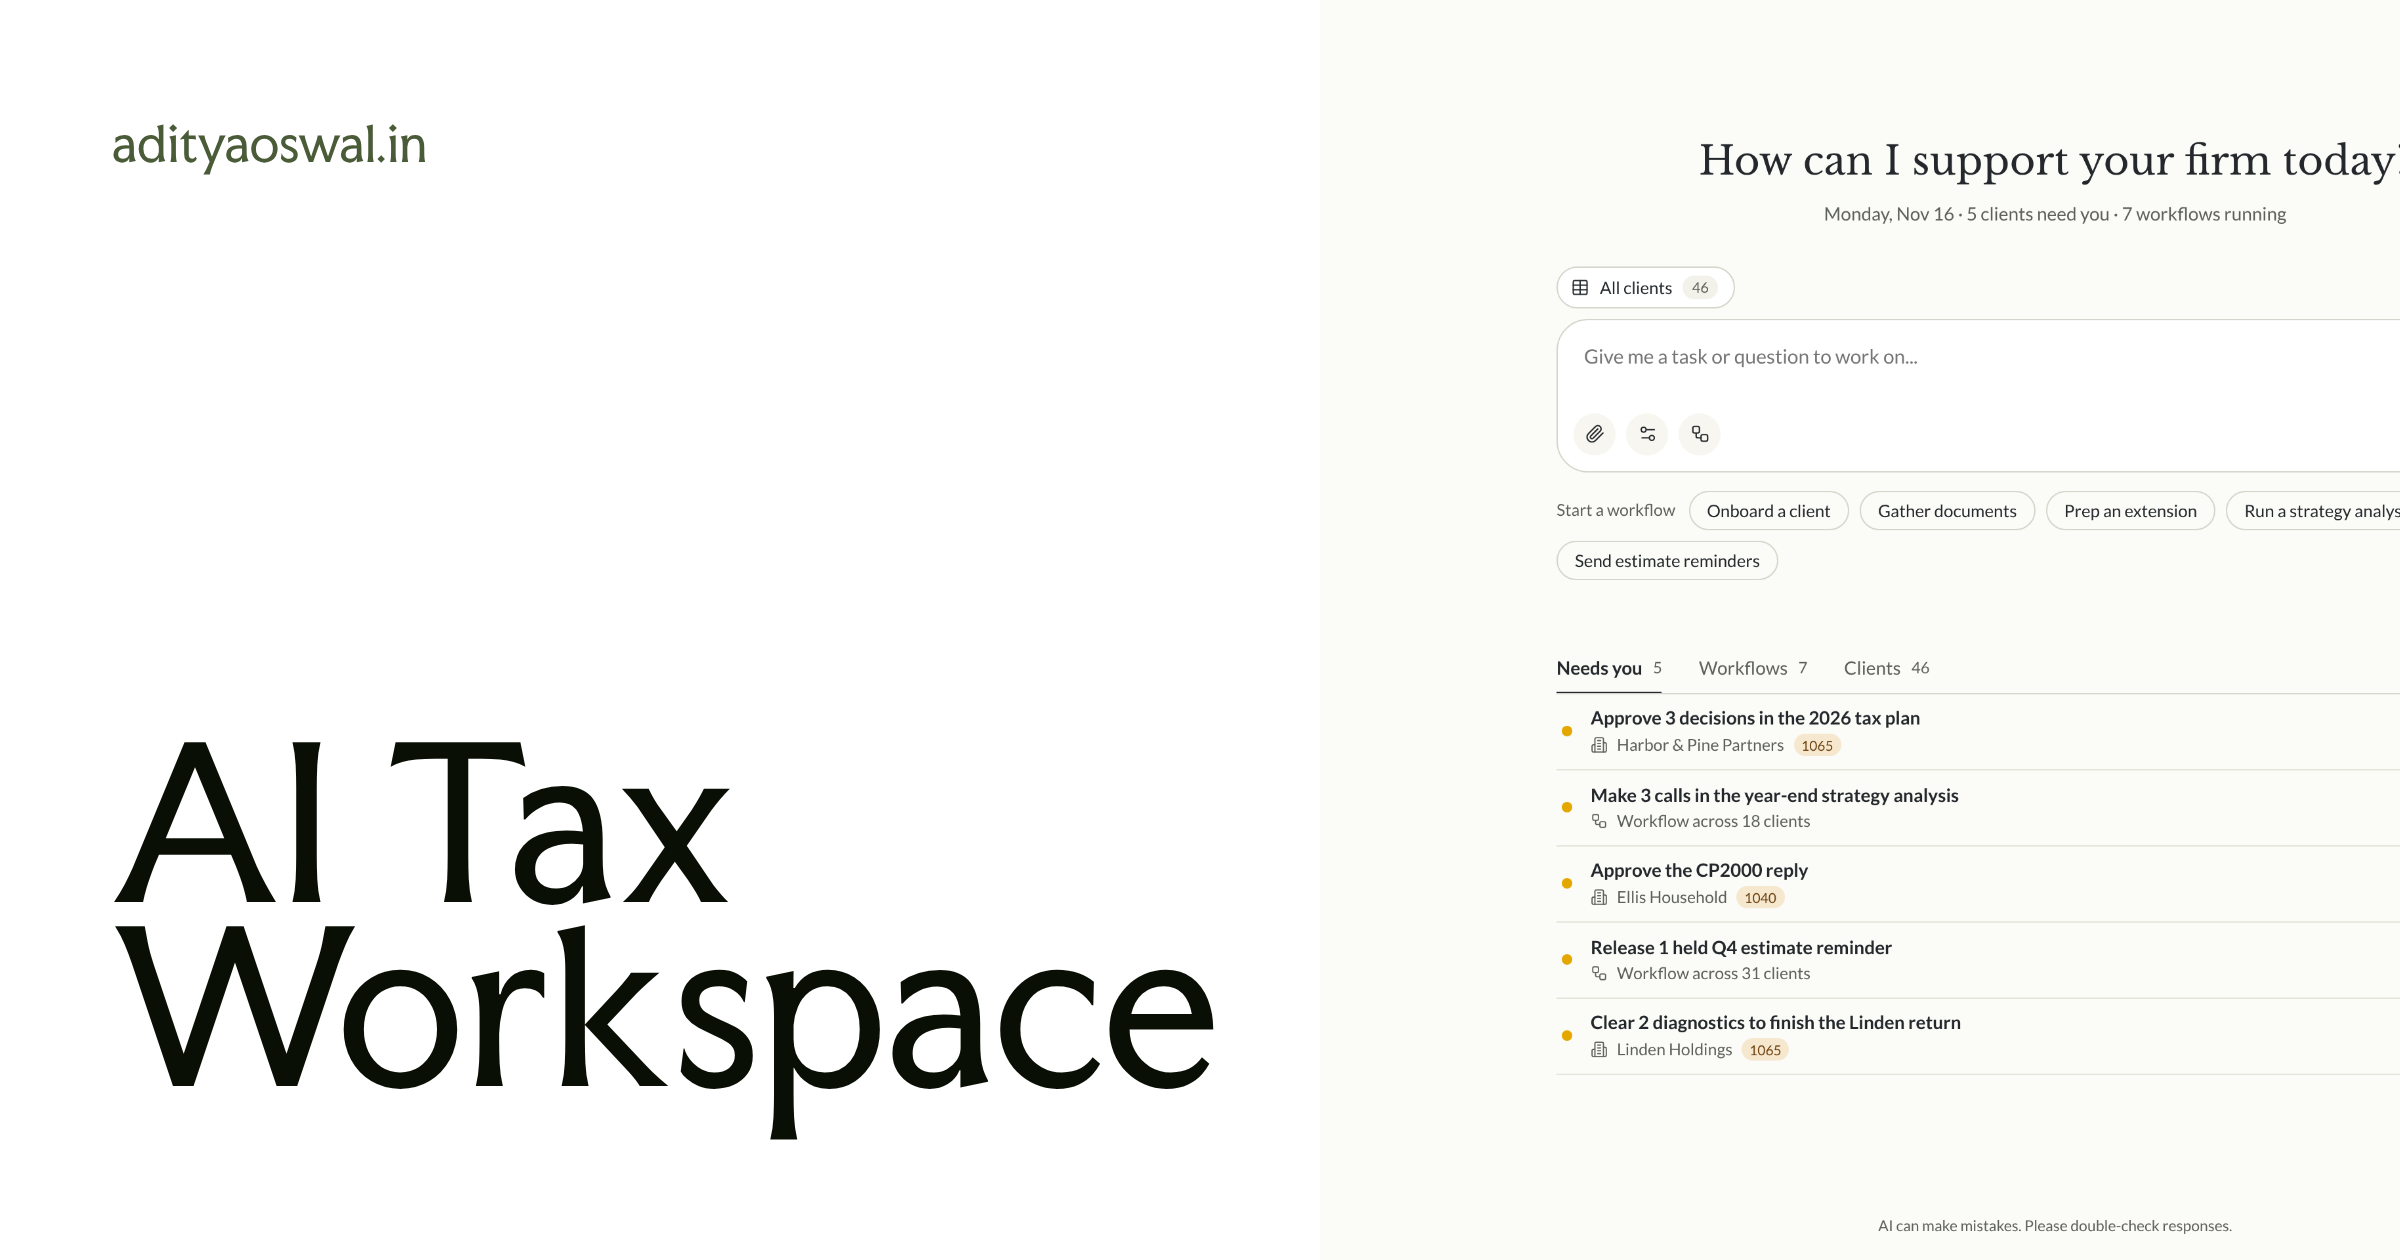 adityaoswal.in
AI Tax
Workspace
How can I support your firm today?
Monday, Nov 16 · 5 clients need you · 7 workflows running
All clients 46
Give me a task or question to work on...
Start a workflow Onboard a client Gather documents Prep an extension Run a strategy analys
Send estimate reminders
Needs you 5 Workflows 7 Clients 46
Approve 3 decisions in the 2026 tax plan
Harbor & Pine Partners 1065
Make 3 calls in the year-end strategy analysis
Workflow across 18 clients
Approve the CP2000 reply
Ellis Household 1040
Release 1 held Q4 estimate reminder
Workflow across 31 clients
Clear 2 diagnostics to finish the Linden return
Linden Holdings 1065
AI can make mistakes. Please double-check responses.